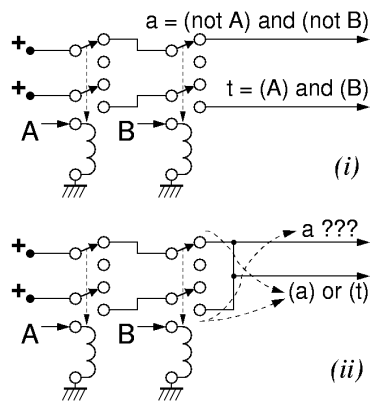 + a = (not A) and (not B)
+ t = (A) and (B)
A B
(i)
+ a ???
+ (a) or (t)
A B
(ii)